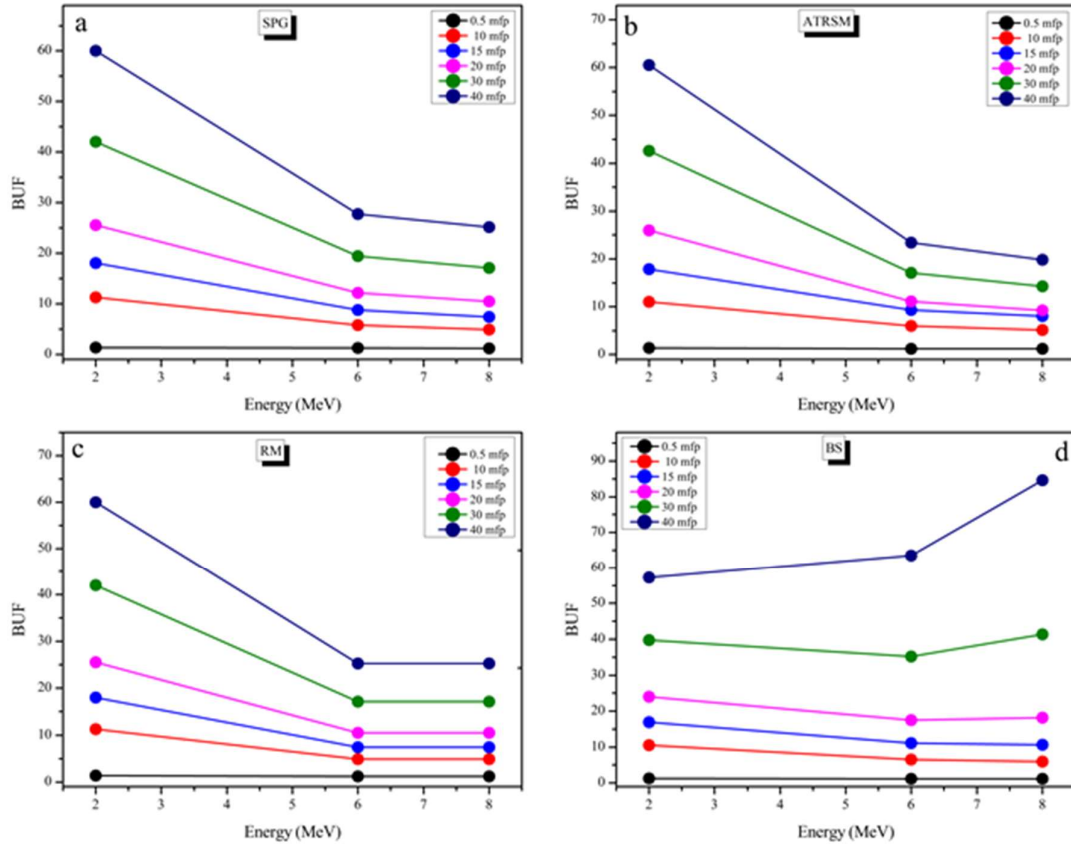 a
SPG
0.5 mfp
10 mfp
15 mfp
20 mfp
30 mfp
40 mfp
60
50
40
30
20
10
0
BUF
2 3 4 5 6 7 8
Energy (MeV)
b
ATRSM
0.5 mfp
10 mfp
15 mfp
20 mfp
30 mfp
40 mfp
70
60
50
40
30
20
10
0
BUF
2 3 4 5 6 7 8
Energy (MeV)
c
RM
0.5 mfp
10 mfp
15 mfp
20 mfp
30 mfp
40 mfp
70
60
50
40
30
20
10
0
BUF
2 3 4 5 6 7 8
Energy (MeV)
0.5 mfp
10 mfp
15 mfp
20 mfp
30 mfp
40 mfp
BS
d
90
80
70
60
50
40
30
20
10
0
BUF
2 3 4 5 6 7 8
Energy (MeV)